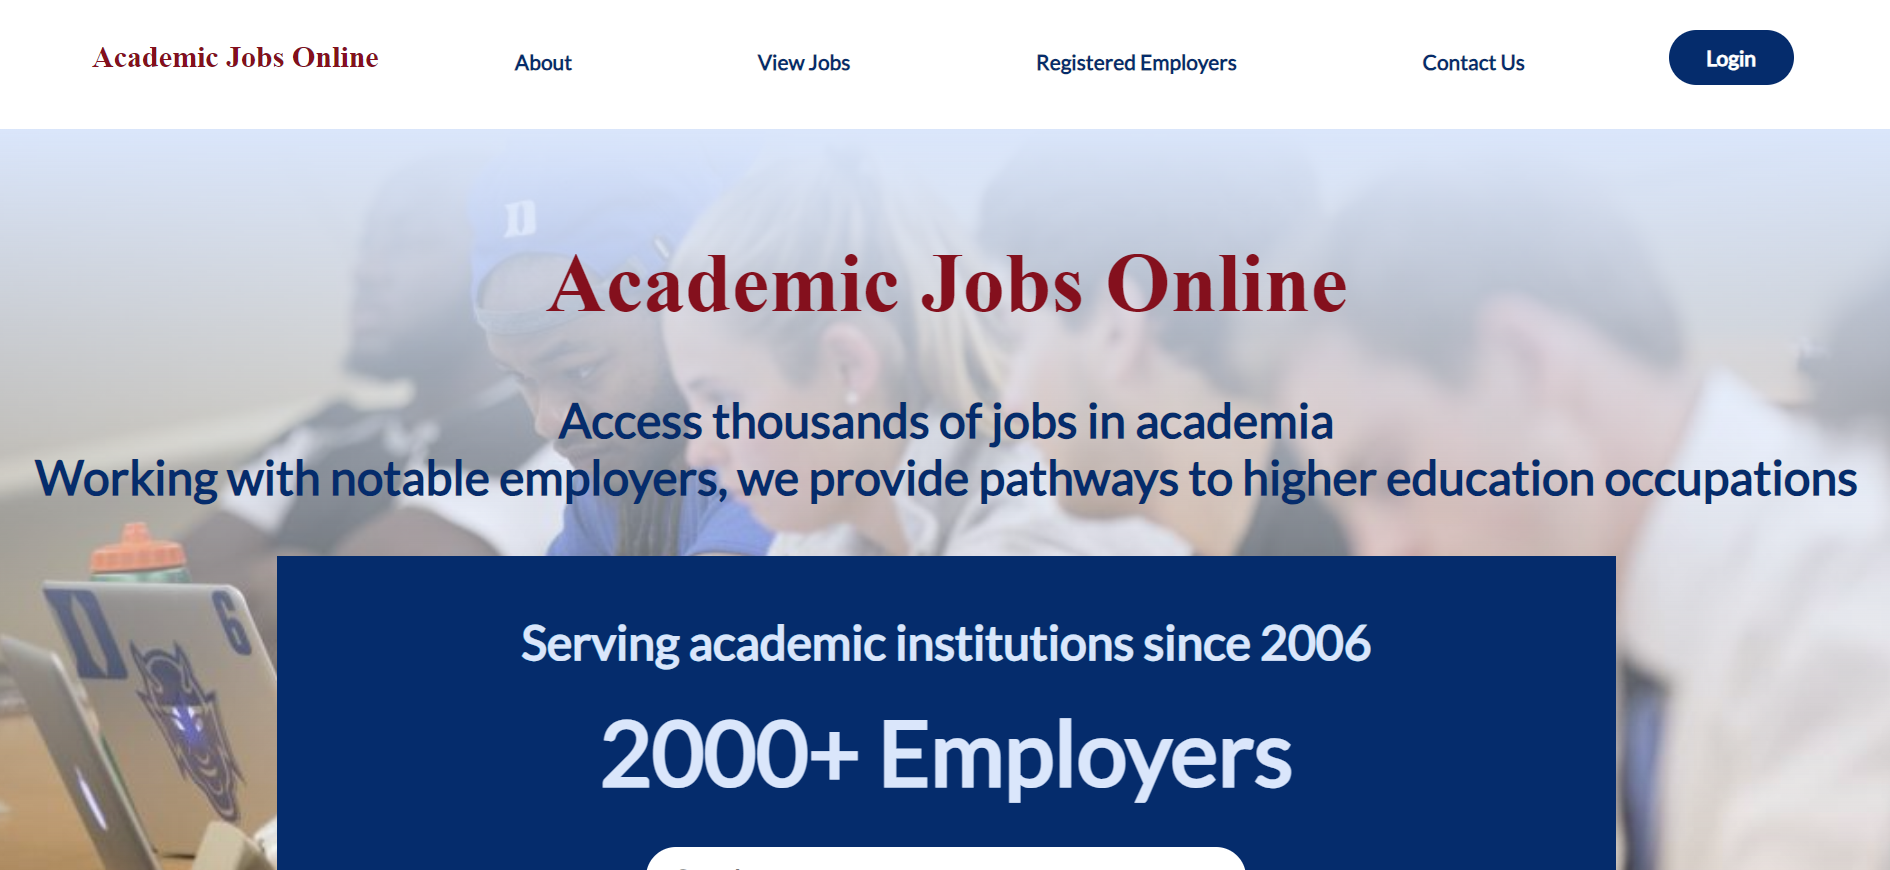 Academic Jobs Online
About
View Jobs
Registered Employers
Contact Us
Login
D
Academic Jobs Online
Access thousands of jobs in academia
Working with notable employers, we provide pathways to higher education occupations
D
6
Serving academic institutions since 2006
2000+ Employers